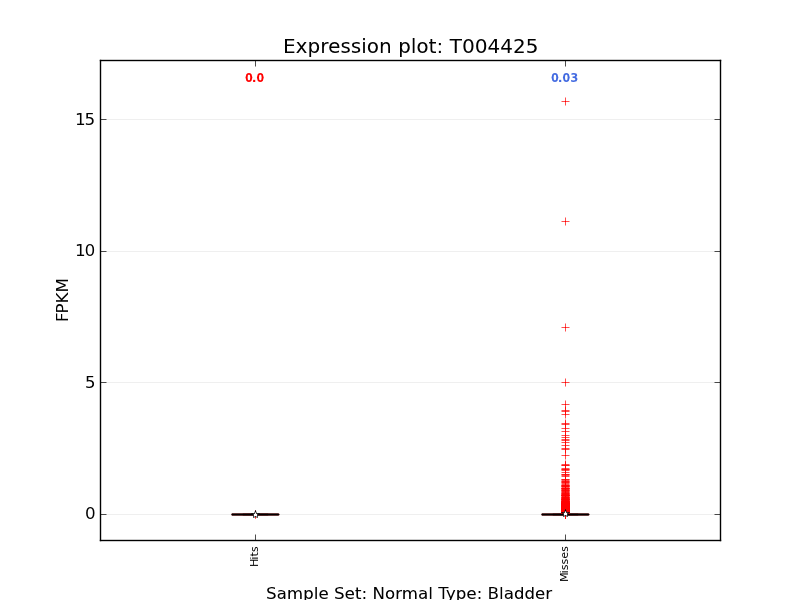 Expression plot: T004425
0.0
0.03
15
10
5
0
FPKM
Hits
Misses
Sample Set: Normal Type: Bladder